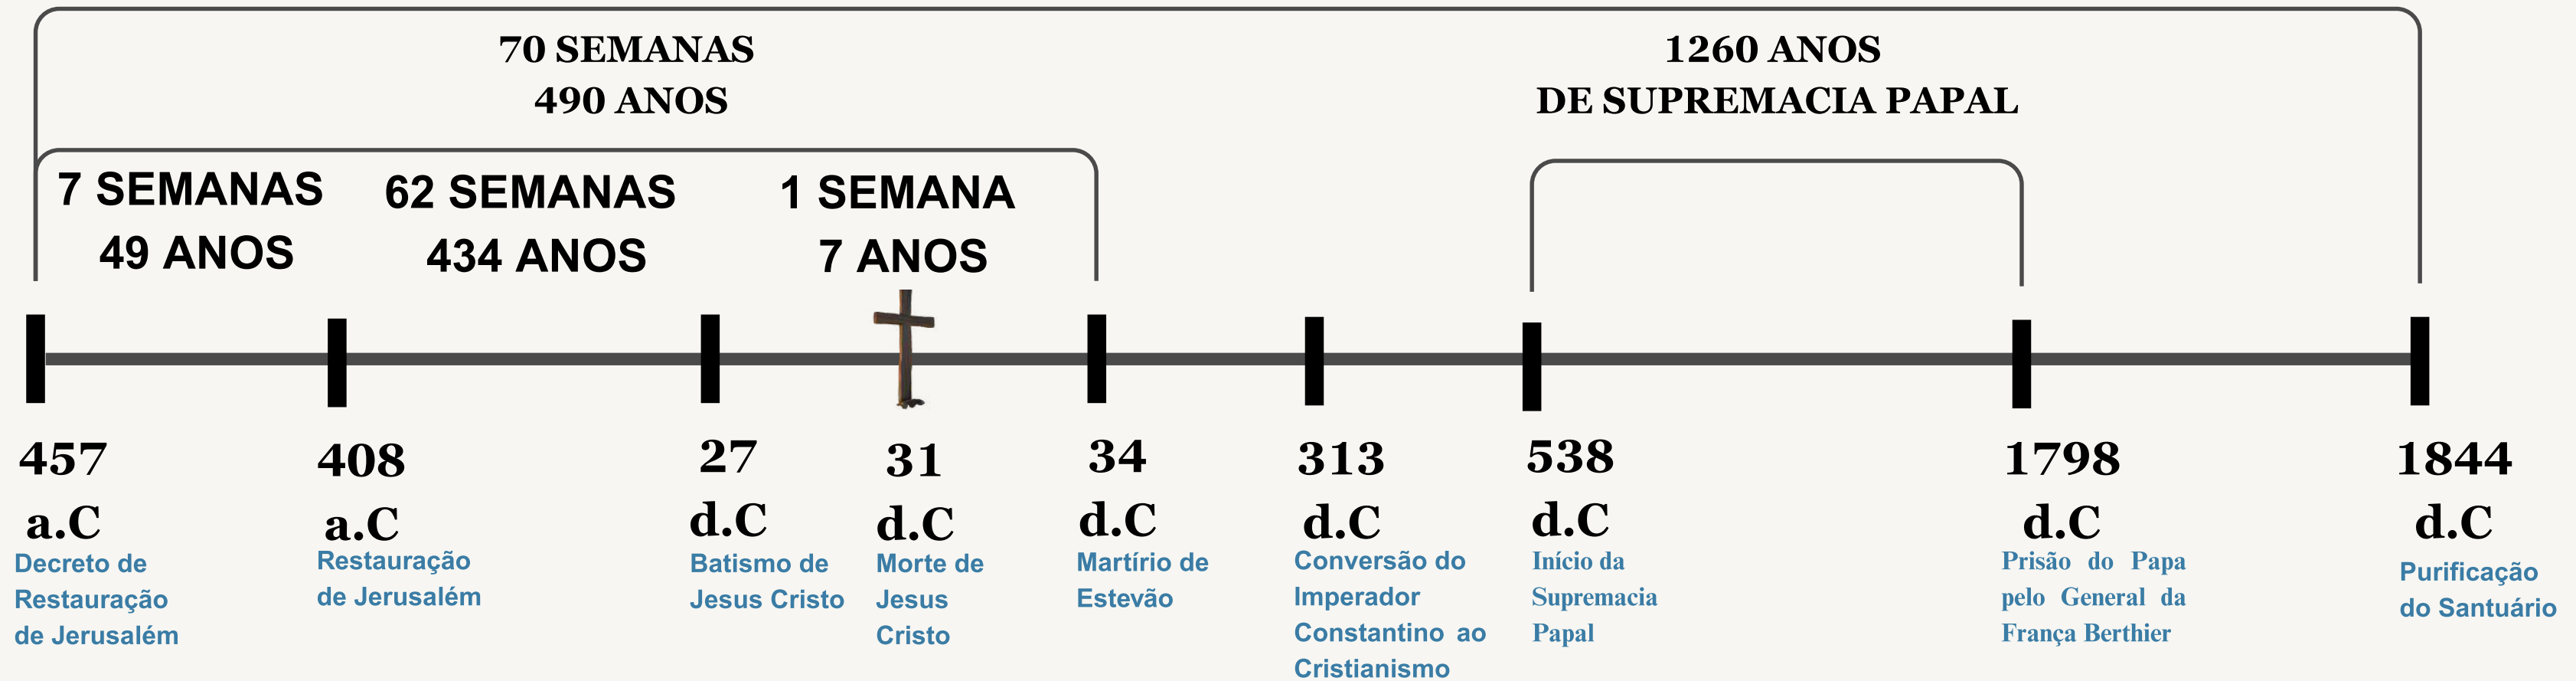 70 SEMANAS
490 ANOS
1260 ANOS
DE SUPREMACIA PAPAL
7 SEMANAS
49 ANOS
62 SEMANAS
434 ANOS
1 SEMANA
7 ANOS
457
a.C
Decreto de
Restauração
de Jerusalém
408
a.C
Restauração
de Jerusalém
27
d.C
Batismo de
Jesus Cristo
31
d.C
Morte de
Jesus
Cristo
34
d.C
Martírio de
Estevão
313
d.C
Conversão do
Imperador
Constantino ao
Cristianismo
538
d.C
Início da
Supremacia
Papal
1798
d.C
Prisão do Papa
pelo General da
França Berthier
1844
d.C
Purificação
do Santuário